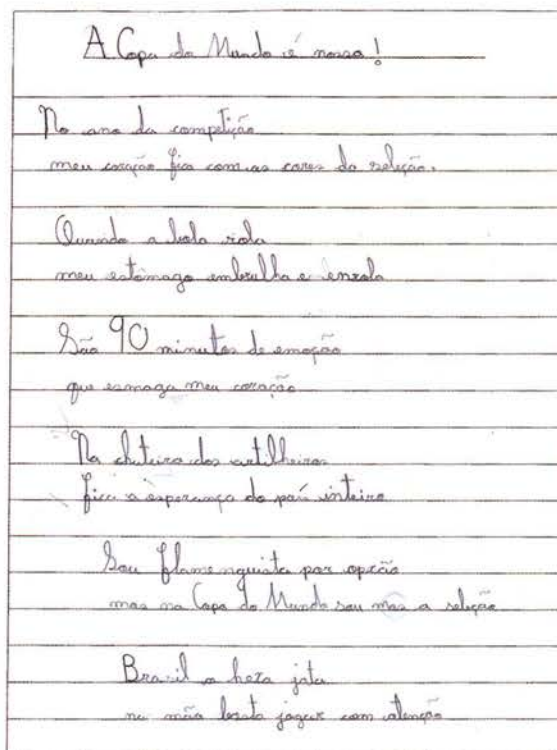 A Copa do Mundo é nossa!
No ano da competição
meu coração fica com as cores da seleção.
Quando a bola rola
meu estômago embrulha e enrola
São 90 minutos de emoção
que esmaga meu coração
Na chuteira dos artilheiros
fica a esperança do país inteiro
Sou flamenguista por opção
mas na Copa do Mundo sou mas a seleção
Brasil a hora
na mão jogar com atenção